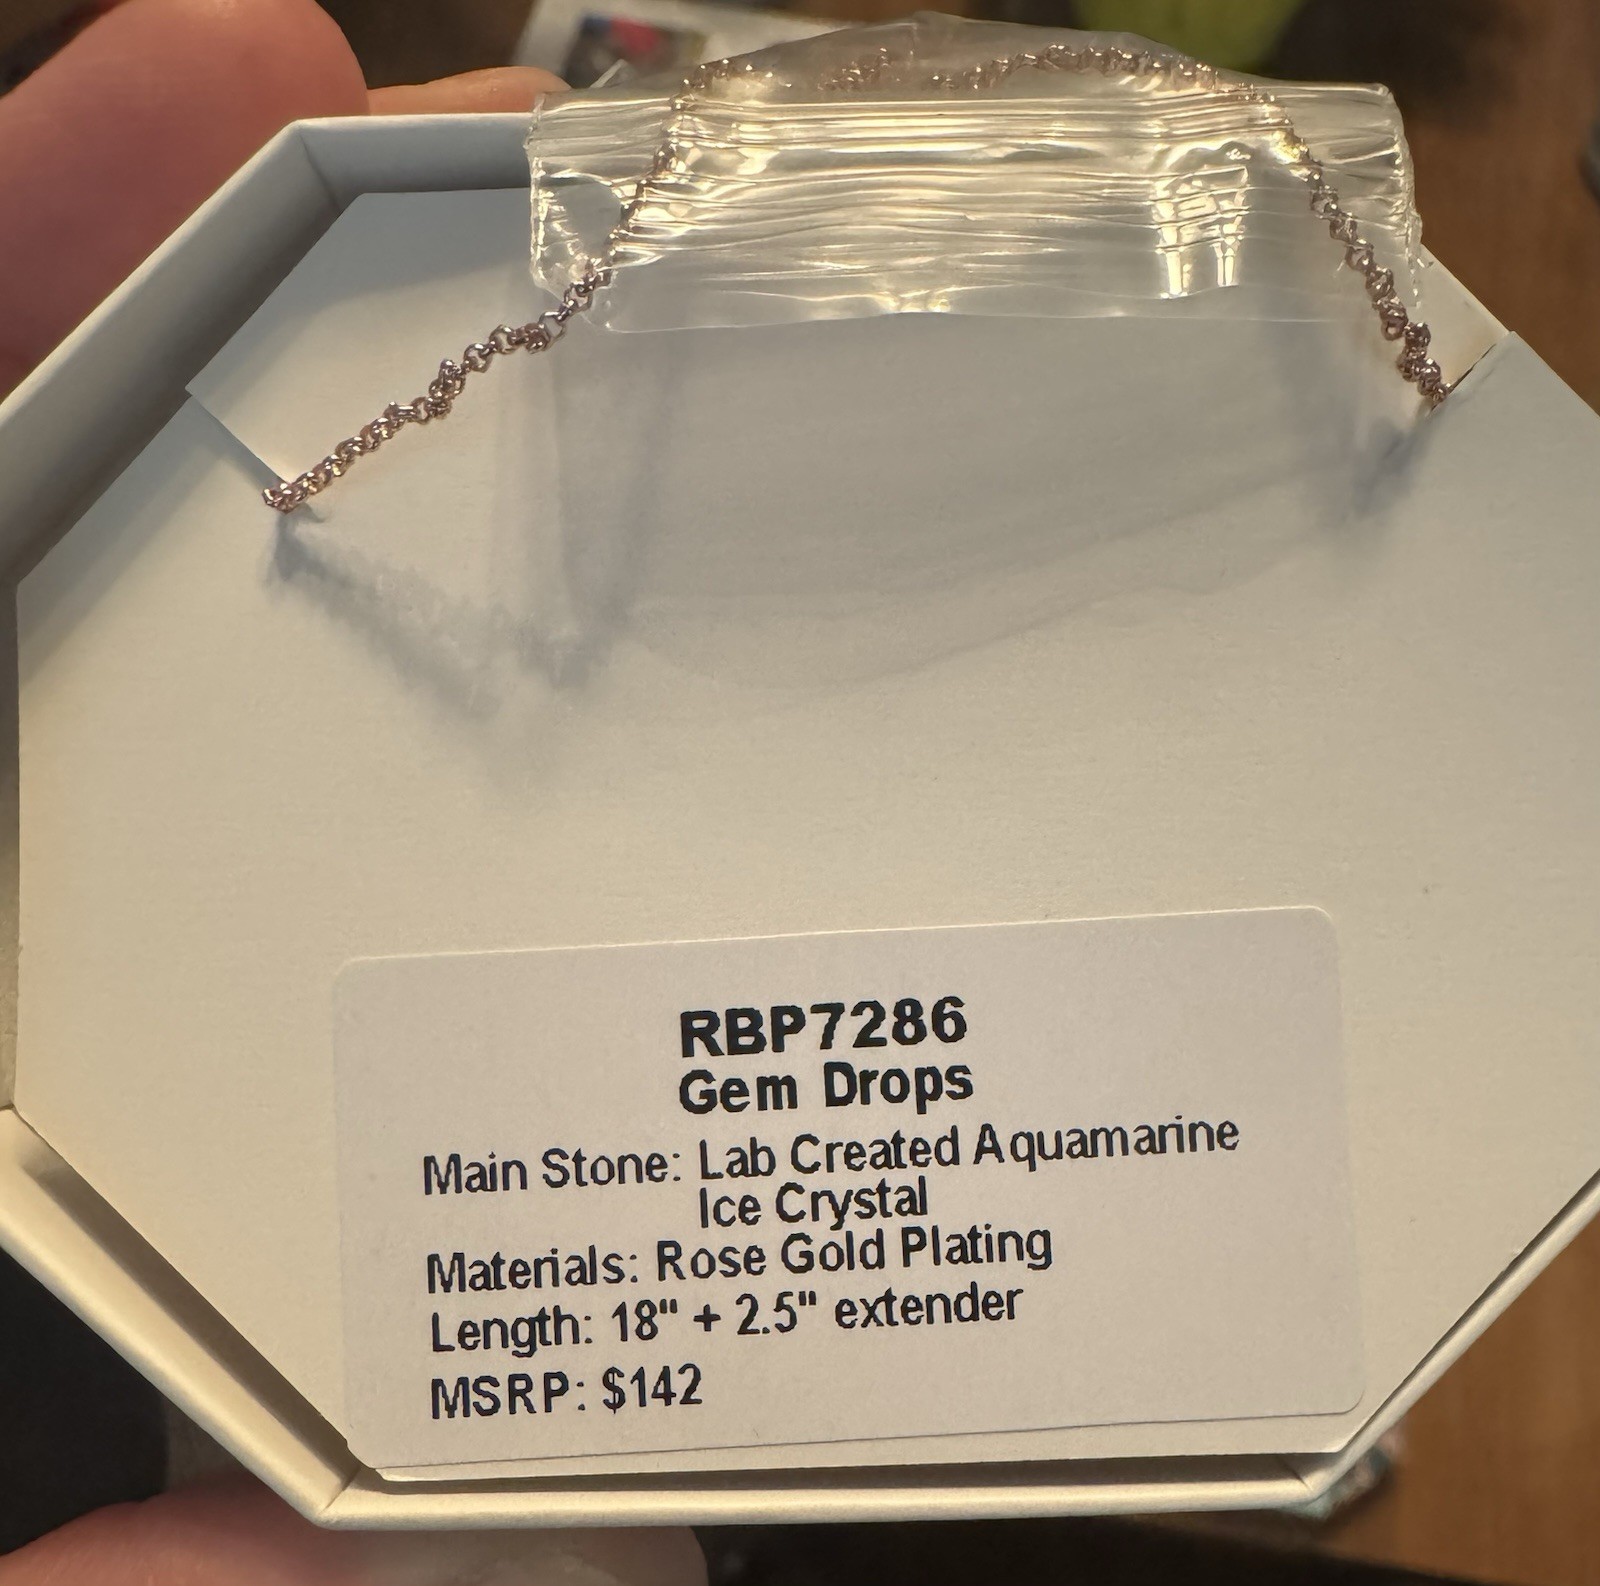 RBP7286
Gem Drops
Main Stone: Lab Created Aquamarine
Ice Crystal
Materials: Rose Gold Plating
Length: 18" + 2.5" extender
MSRP: $142